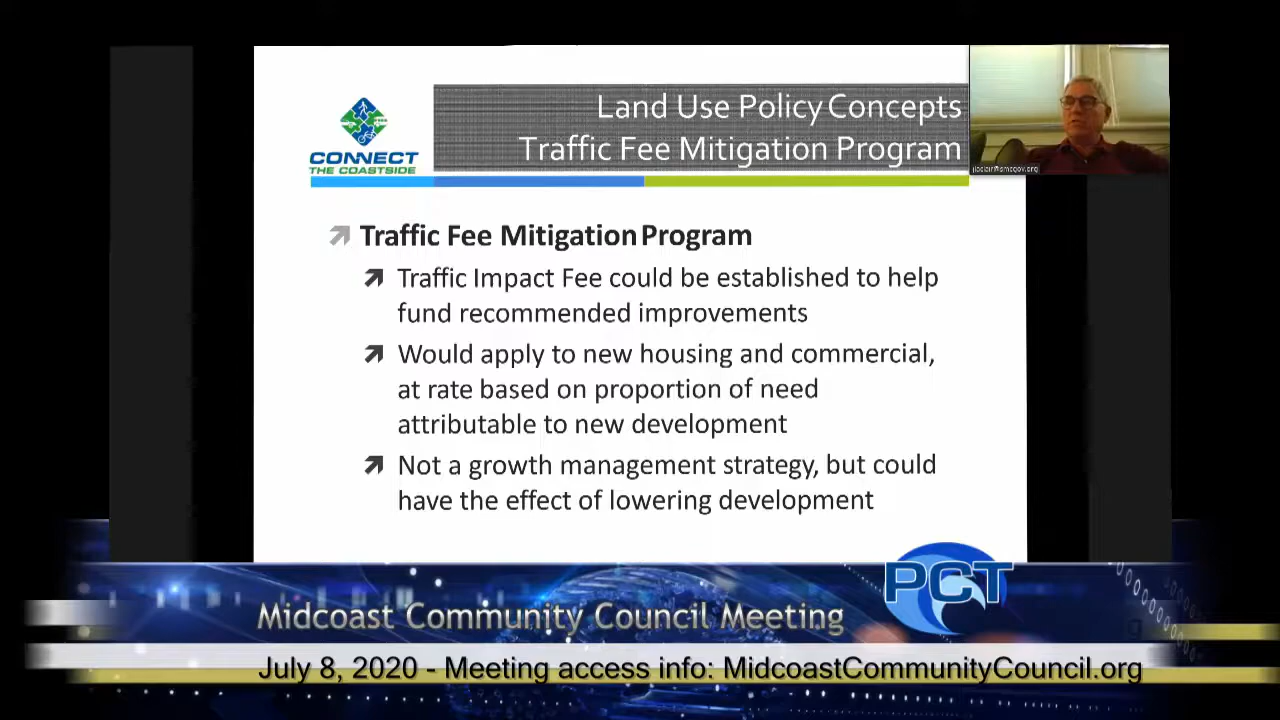 Land Use Policy Concepts
Traffic Fee Mitigation Program
CONNECT
THE COASTSIDE
jleclair@smcgov.org
Traffic Fee Mitigation Program
Traffic Impact Fee could be established to help
fund recommended improvements
Would apply to new housing and commercial,
at rate based on proportion of need
attributable to new development
Not a growth management strategy, but could
have the effect of lowering development
PCT
Midcoast Community Council Meeting
July 8, 2020 - Meeting access info: MidcoastCommunityCouncil.org